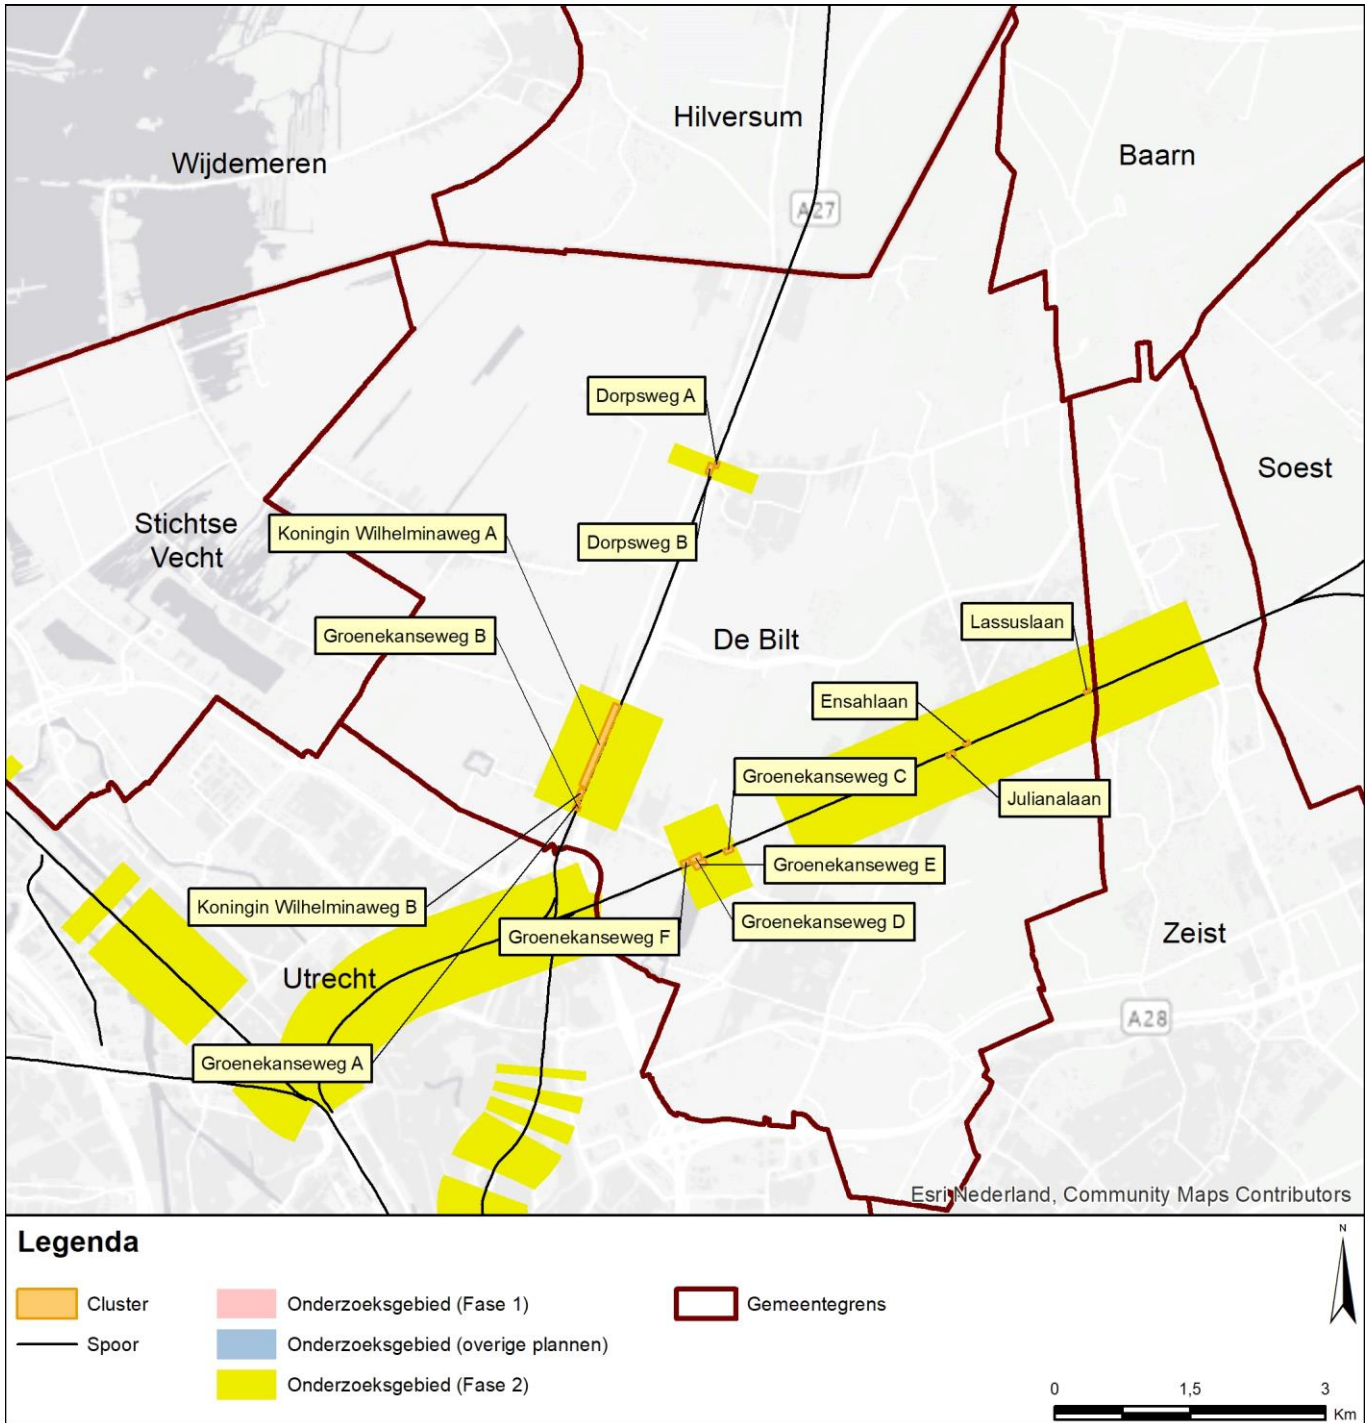 Hilversum
Wijdemeren
Baarn
A27
Dorpsweg A
Soest
Stichtse
Vecht
Koningin Wilhelminaweg A
Dorpsweg B
Lassuslaan
Groenekanseweg B
De Bilt
Ensahlaan
Groenekanseweg C
Julianalaan
Groenekanseweg E
Koningin Wilhelminaweg B
Groenekanseweg D
Groenekanseweg F
Zeist
Utrecht
A28
Groenekanseweg A
Esri Nederland, Community Maps Contributors
Legenda
N
Cluster
Onderzoeksgebied (Fase 1)
Gemeentegrens
Spoor
Onderzoeksgebied (overige plannen)
Onderzoeksgebied (Fase 2)
0 1,5 3
Km